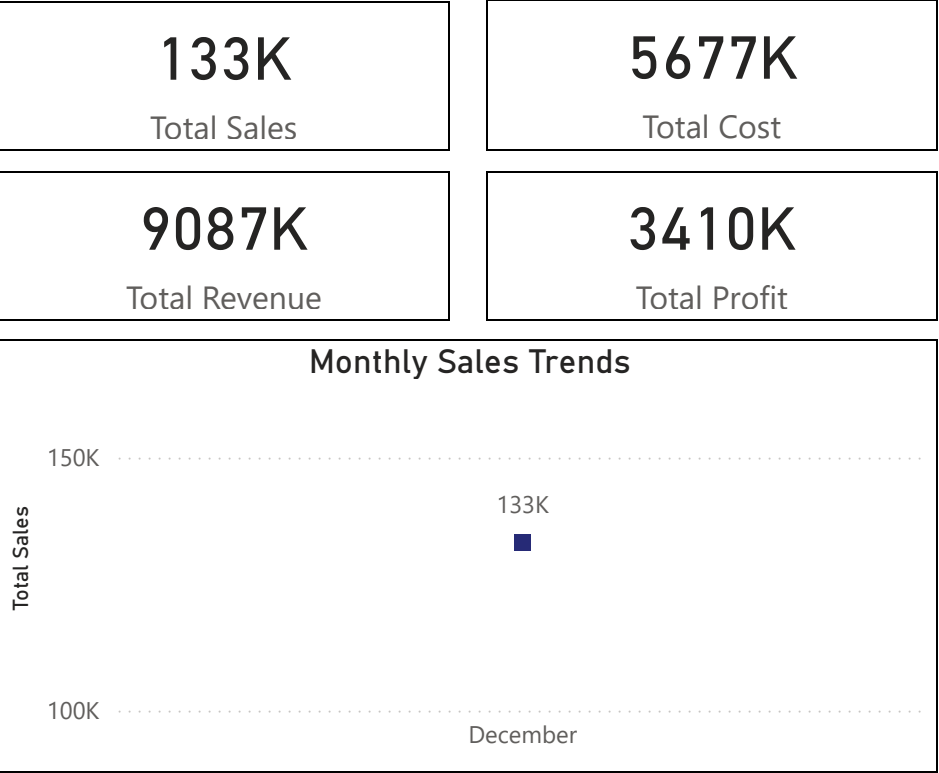 133K
Total Sales
5677K
Total Cost
9087K
Total Revenue
3410K
Total Profit
Monthly Sales Trends
150K
133K
Total Sales
100K
December